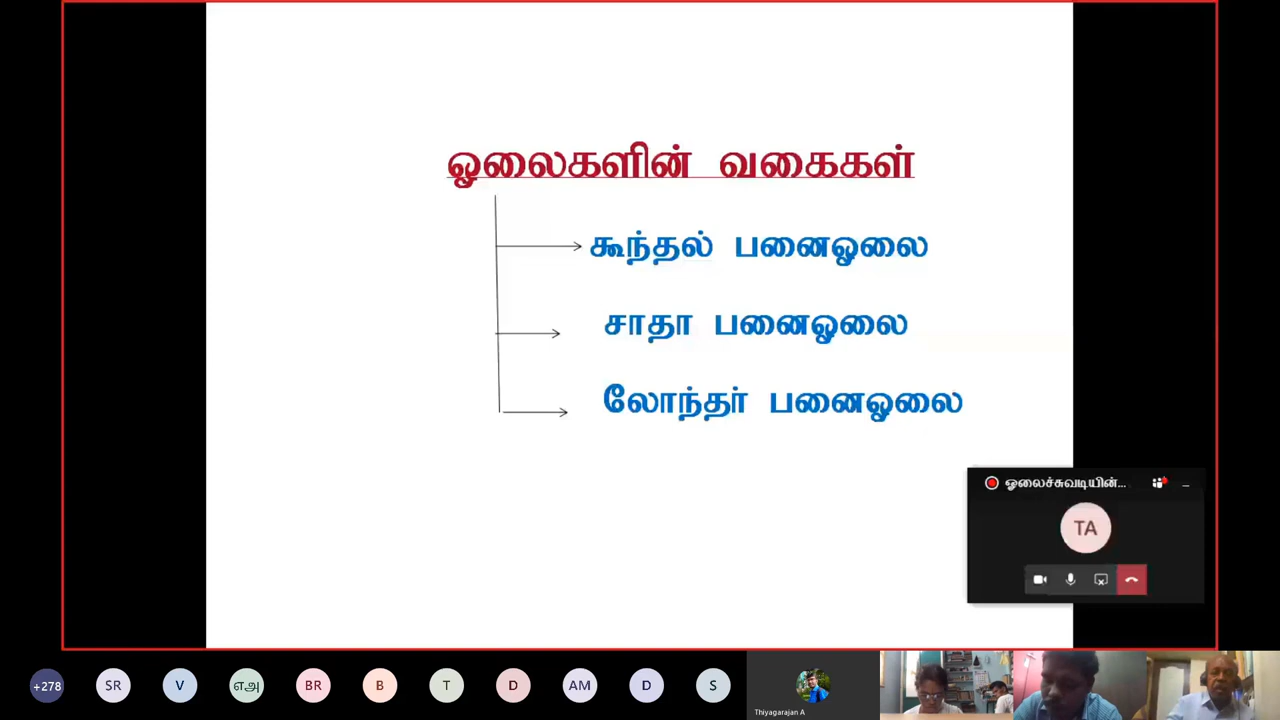 ஓலைகளின் வகைகள்
கூந்தல் பனைஓலை
சாதா பனைஓலை
லோந்தர் பனைஓலை
ஓலைச்சுவடியின்...
TA
+278
SR
V
எஅ
BR
B
T
D
AM
D
S
Thiyagarajan A